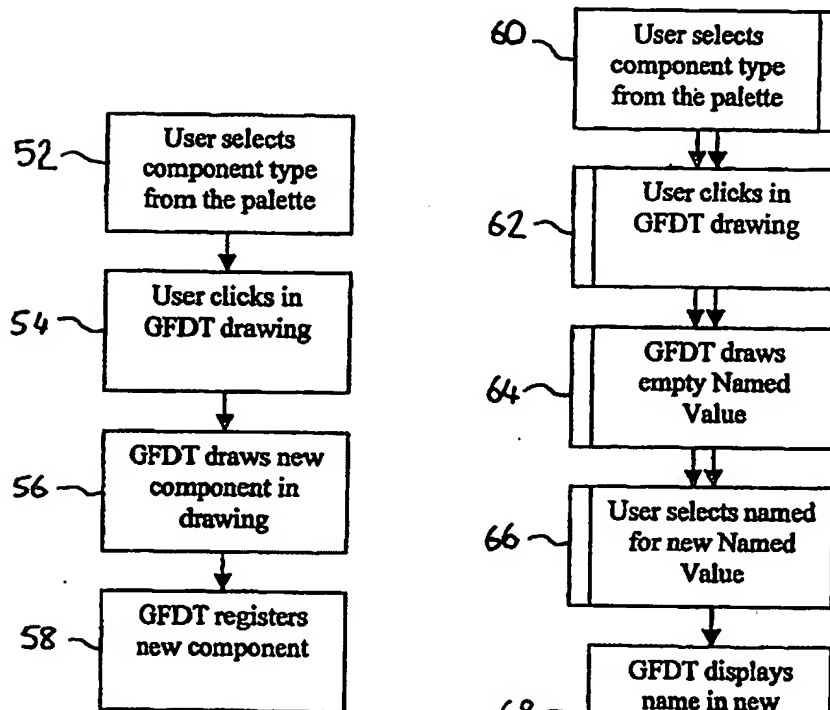 52
User selects
component type
from the palette
54
User clicks in
GFDT drawing
56
GFDT draws new
component in
drawing
58
GFDT registers
new component
60
User selects
component type
from the palette
62
User clicks in
GFDT drawing
64
GFDT draws
empty Named
Value
66
User selects named
for new Named
Value
68
GFDT displays
name in new